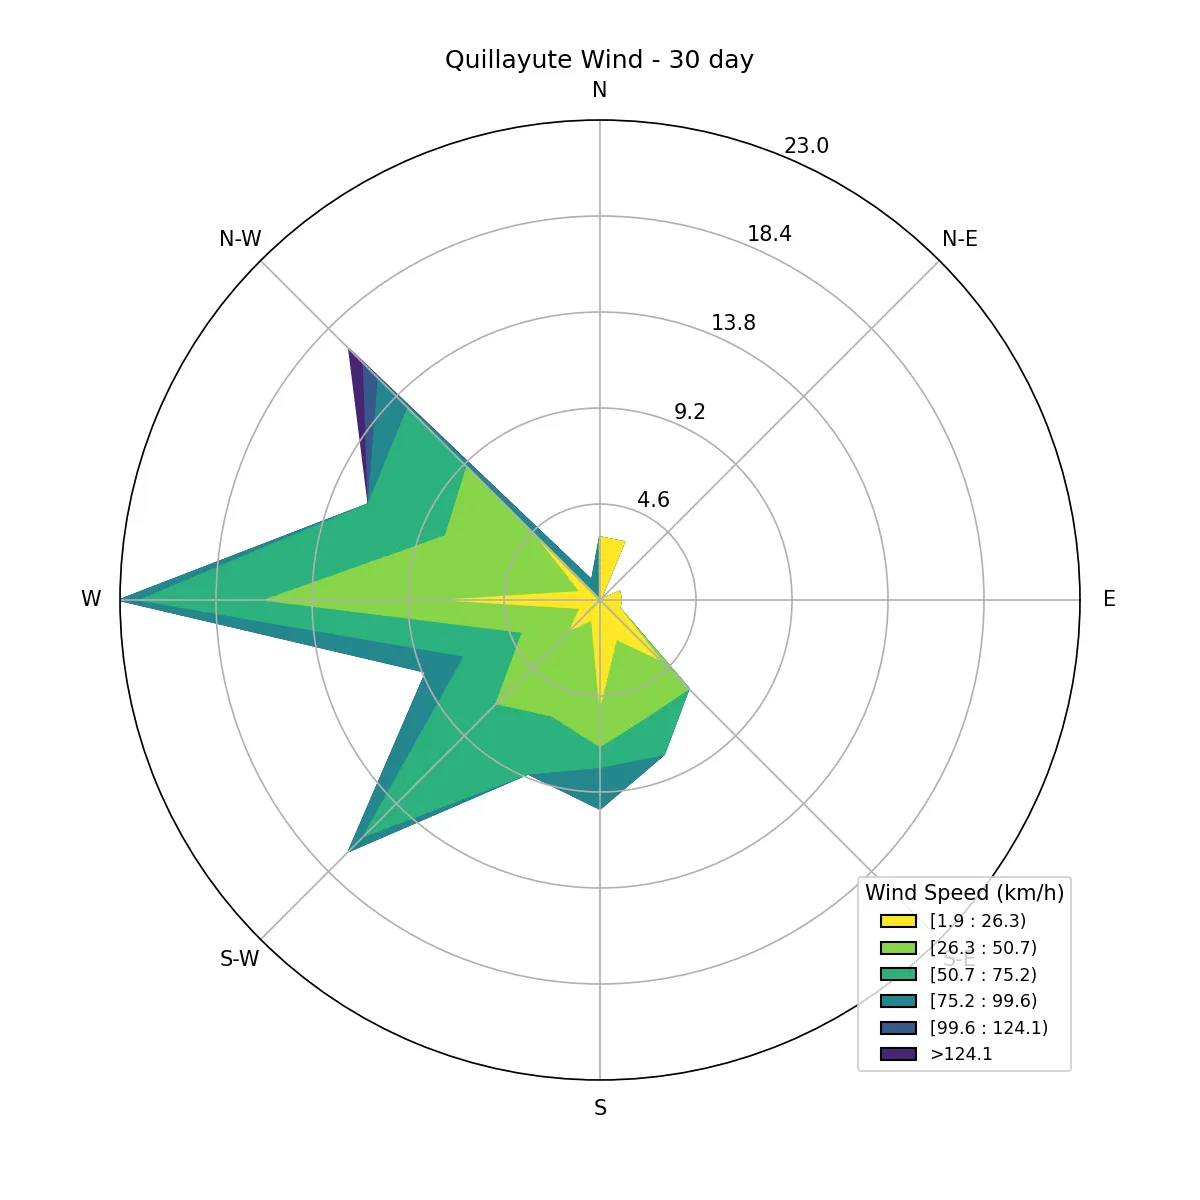 Quillayute Wind - 30 day
N
23.0
N-W
18.4
N-E
13.8
9.2
4.6
W
E
Wind Speed (km/h)
[1.9 : 26.3)
[26.3 : 50.7)
S-W
S-E
[50.7 : 75.2)
[75.2 : 99.6)
[99.6 : 124.1)
>124.1
S